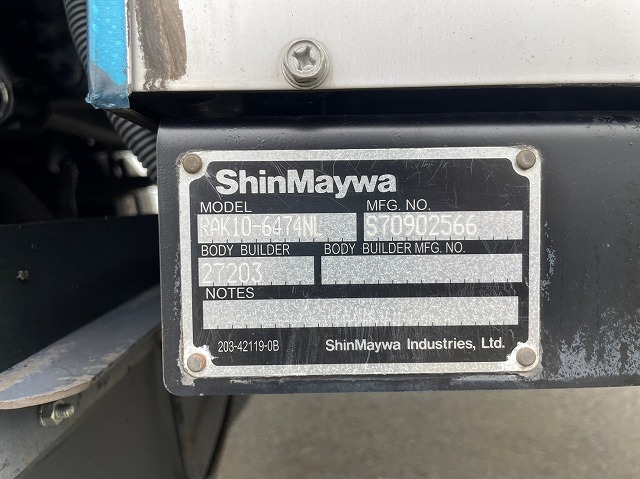 ShinMaywa
MODEL MFG. NO.
RAK10-6474NL S70902566
BODY BUILDER BODY BUILDER MFG. NO.
27203
NOTES
203-42119-0B ShinMaywa Industries, Ltd.